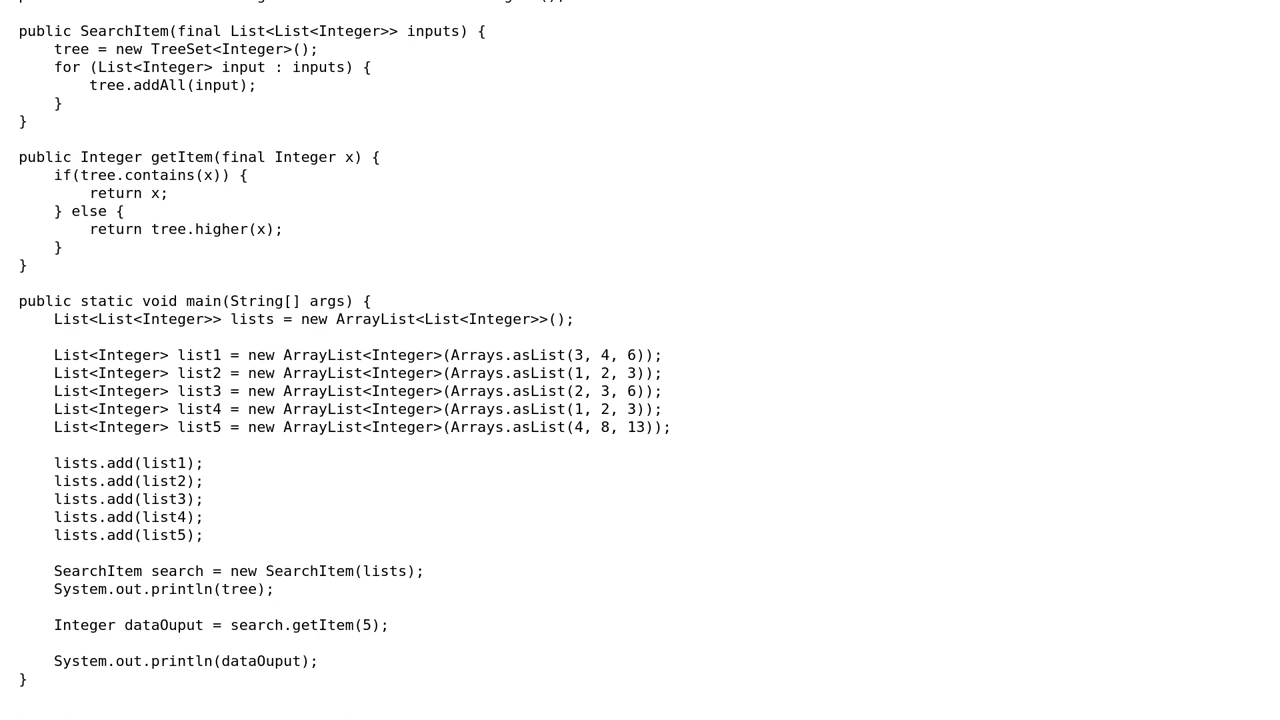 public SearchItem(final List<List<Integer>> inputs) {
    tree = new TreeSet<Integer>();
    for (List<Integer> input : inputs) {
        tree.addAll(input);
    }
}
public Integer getItem(final Integer x) {
    if(tree.contains(x)) {
        return x;
    } else {
        return tree.higher(x);
    }
}
public static void main(String[] args) {
    List<List<Integer>> lists = new ArrayList<List<Integer>>();
    List<Integer> list1 = new ArrayList<Integer>(Arrays.asList(3, 4, 6));
    List<Integer> list2 = new ArrayList<Integer>(Arrays.asList(1, 2, 3));
    List<Integer> list3 = new ArrayList<Integer>(Arrays.asList(2, 3, 6));
    List<Integer> list4 = new ArrayList<Integer>(Arrays.asList(1, 2, 3));
    List<Integer> list5 = new ArrayList<Integer>(Arrays.asList(4, 8, 13));
    lists.add(list1);
    lists.add(list2);
    lists.add(list3);
    lists.add(list4);
    lists.add(list5);
    SearchItem search = new SearchItem(lists);
    System.out.println(tree);
    Integer dataOuput = search.getItem(5);
    System.out.println(dataOuput);
}